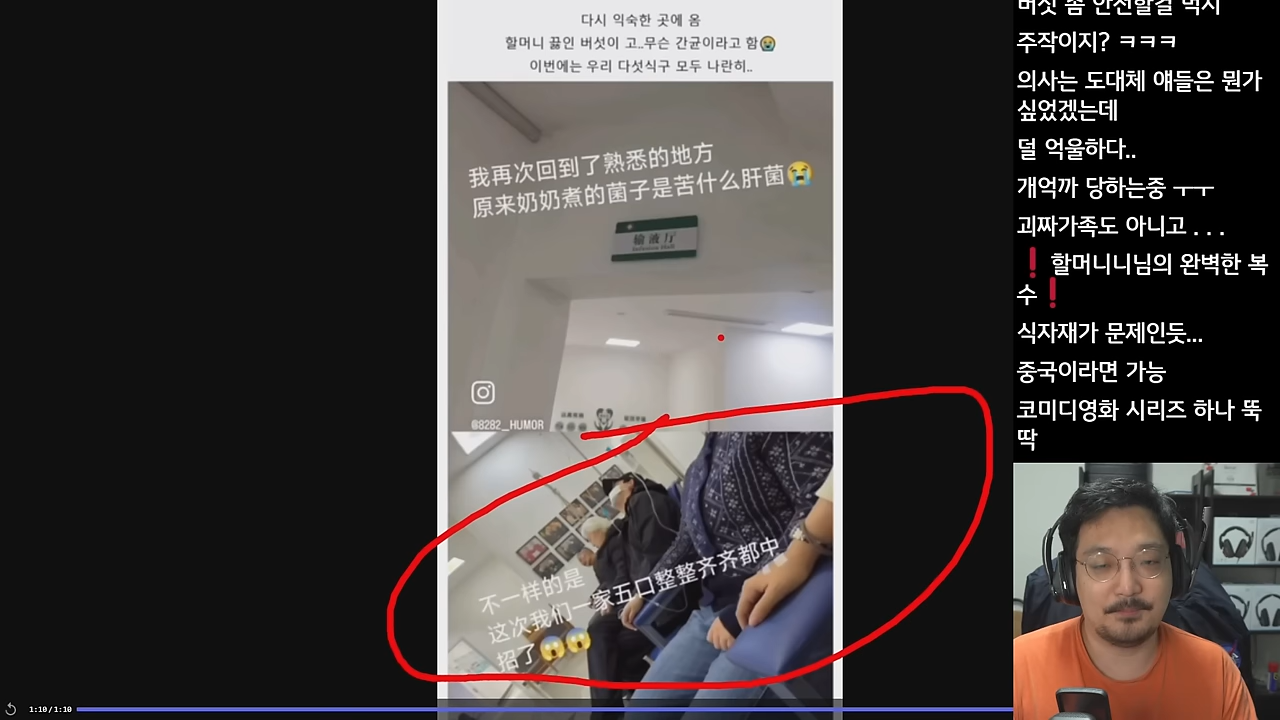 다시 익숙한 곳에 옴
할머니 끓인 버섯이 고..무슨 간균이라고 함😭
이번에는 우리 다섯식구 모두 나란히..
我再次回到了熟悉的地方
原来奶奶煮的菌子是苦什么肝菌😭
输液厅
Infusion Hall
@8282__HUMOR
不一样的是
这次我们一家五口整整齐齐都中
招了😱😱
1:10/1:10
버섯 좀 안전할걸 먹지
주작이지? ㅋㅋㅋ
의사는 도대체 얘들은 뭔가
싶었겠는데
덜 억울하다..
개억까 당하는중 ㅜㅜ
괴짜가족도 아니고 . . .
❗ 할머니니님의 완벽한 복
수❗
식자재가 문제인듯...
중국이라면 가능
코미디영화 시리즈 하나 뚝
딱